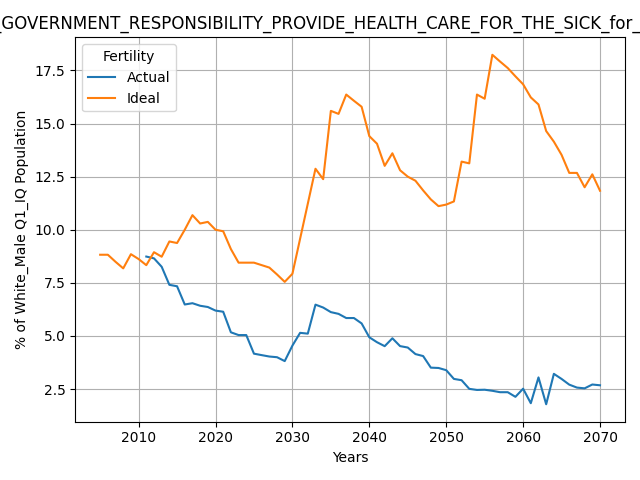 _GOVERNMENT_RESPONSIBILITY_PROVIDE_HEALTH_CARE_FOR_THE_SICK_for_
Fertility
Actual
Ideal
% of White_Male Q1_IQ Population
17.5
15.0
12.5
10.0
7.5
5.0
2.5
2010 2020 2030 2040 2050 2060 2070
Years